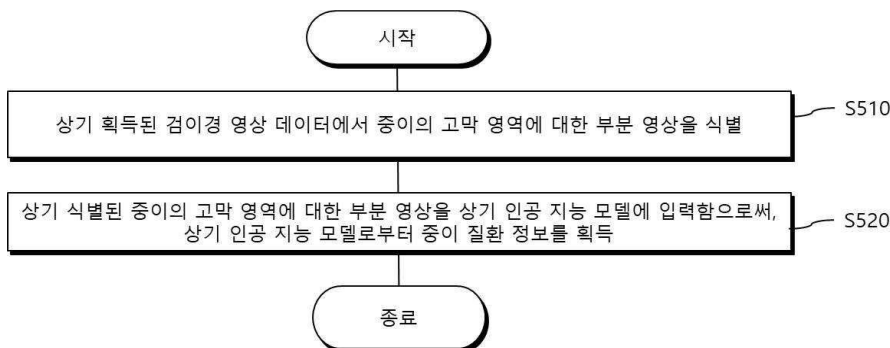 시작
상기 획득된 검이경 영상 데이터에서 중이의 고막 영역에 대한 부분 영상을 식별
S510
상기 식별된 중이의 고막 영역에 대한 부분 영상을 상기 인공 지능 모델에 입력함으로써,
상기 인공 지능 모델로부터 중이 질환 정보를 획득
S520
종료